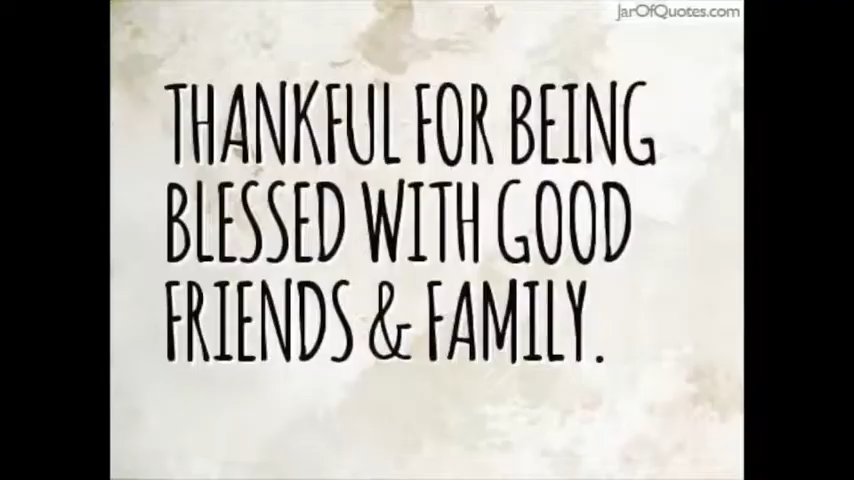 JarOfQuotes.com
THANKFUL FOR BEING
BLESSED WITH GOOD
FRIENDS & FAMILY.